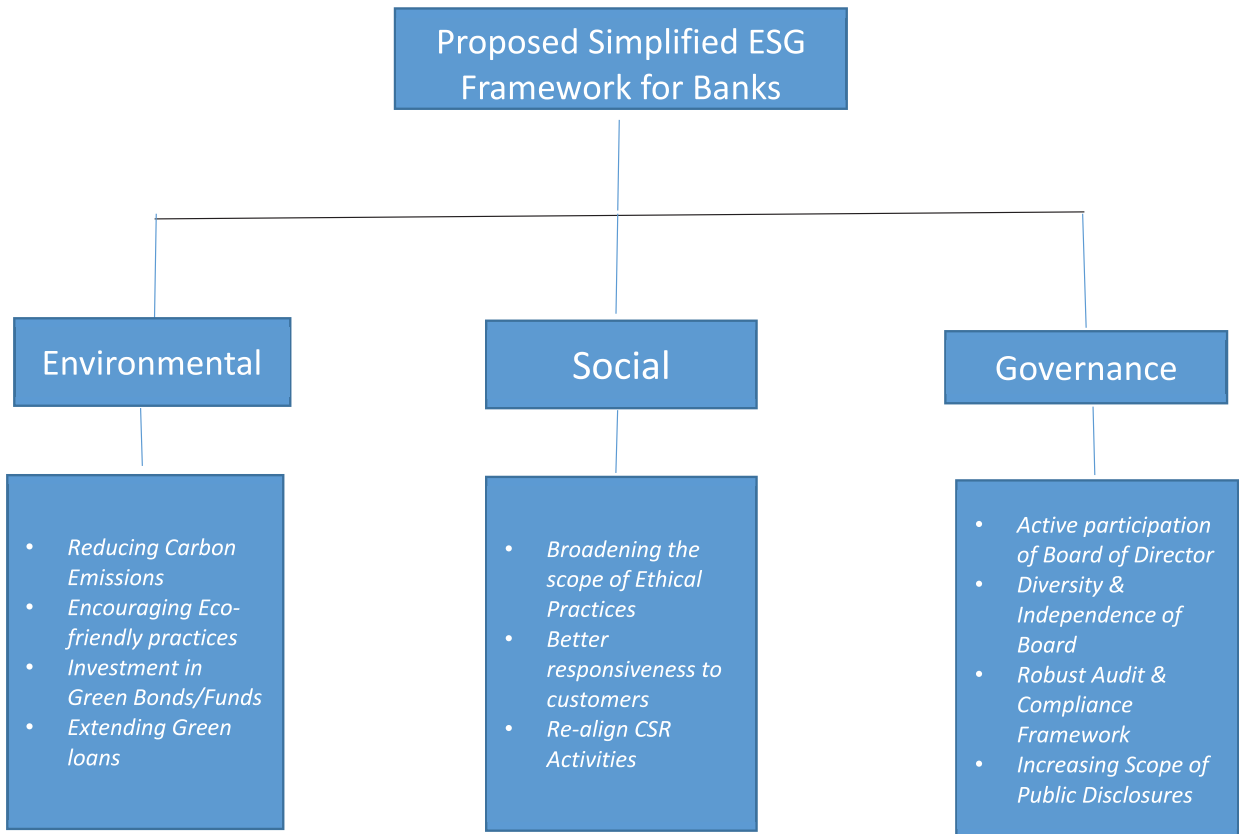 Proposed Simplified ESG
Framework for Banks
Environmental
Social
Governance
• Reducing Carbon
Emissions
• Encouraging Eco-
friendly practices
• Investment in
Green Bonds/Funds
• Extending Green
loans
• Broadening the
scope of Ethical
Practices
• Better
responsiveness to
customers
• Re-align CSR
Activities
• Active participation
of Board of Director
• Diversity &
Independence of
Board
• Robust Audit &
Compliance
Framework
• Increasing Scope of
Public Disclosures